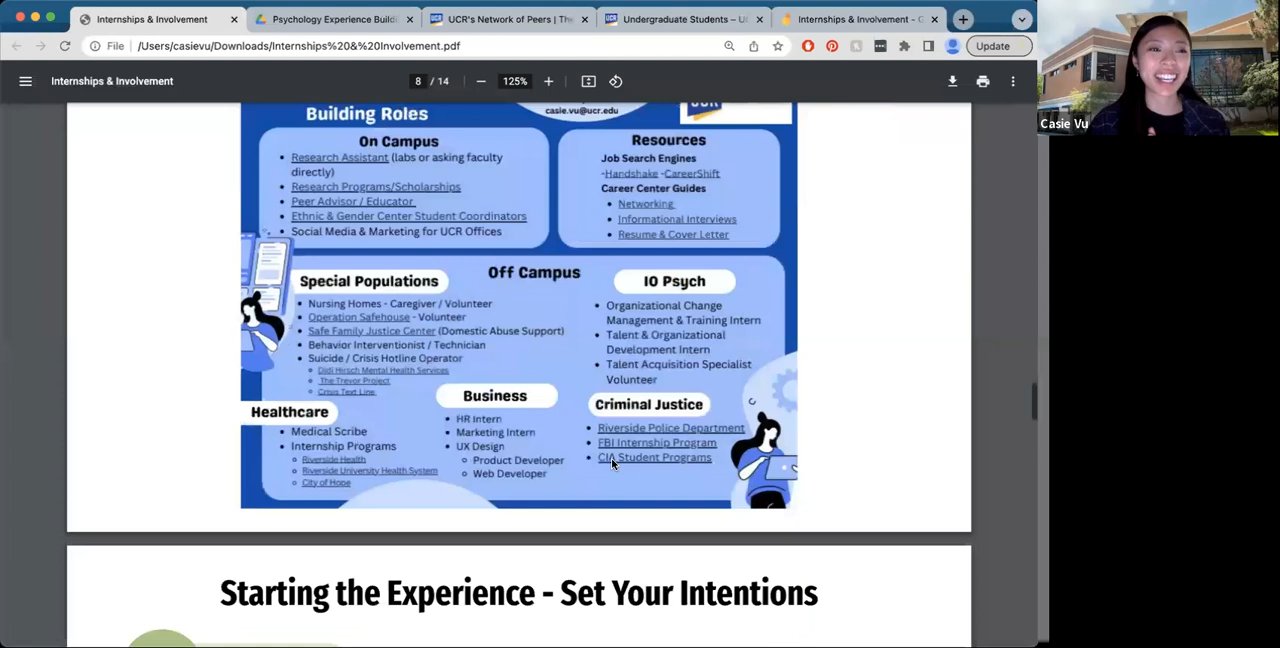 Internships & Involvement
Psychology Experience Build
UCR's Network of Peers | The
Undergraduate Students – U
Internships & Involvement - C
File /Users/casievu/Downloads/Internships%20&%20Involvement.pdf
Update
Internships & Involvement
8 / 14
125%
Casie Vu
casie.vu@ucr.edu
UCR
Building Roles
On Campus
Research Assistant (labs or asking faculty
directly)
Research Programs/Scholarships
Peer Advisor / Educator
Ethnic & Gender Center Student Coordinators
Social Media & Marketing for UCR Offices
Resources
Job Search Engines
-Handshake -CareerShift
Career Center Guides
Networking
Informational Interviews
Resume & Cover Letter
Off Campus
Special Populations
Nursing Homes - Caregiver / Volunteer
Operation Safehouse - Volunteer
Safe Family Justice Center (Domestic Abuse Support)
Behavior Interventionist / Technician
Suicide / Crisis Hotline Operator
Didi Hirsch Mental Health Services
The Trevor Project
Crisis Text Line
IO Psych
Organizational Change
Management & Training Intern
Talent & Organizational
Development Intern
Talent Acquisition Specialist
Volunteer
Healthcare
Medical Scribe
Internship Programs
Riverside Health
Riverside University Health System
City of Hope
Business
HR Intern
Marketing Intern
UX Design
Product Developer
Web Developer
Criminal Justice
Riverside Police Department
FBI Internship Program
CIA Student Programs
Starting the Experience - Set Your Intentions